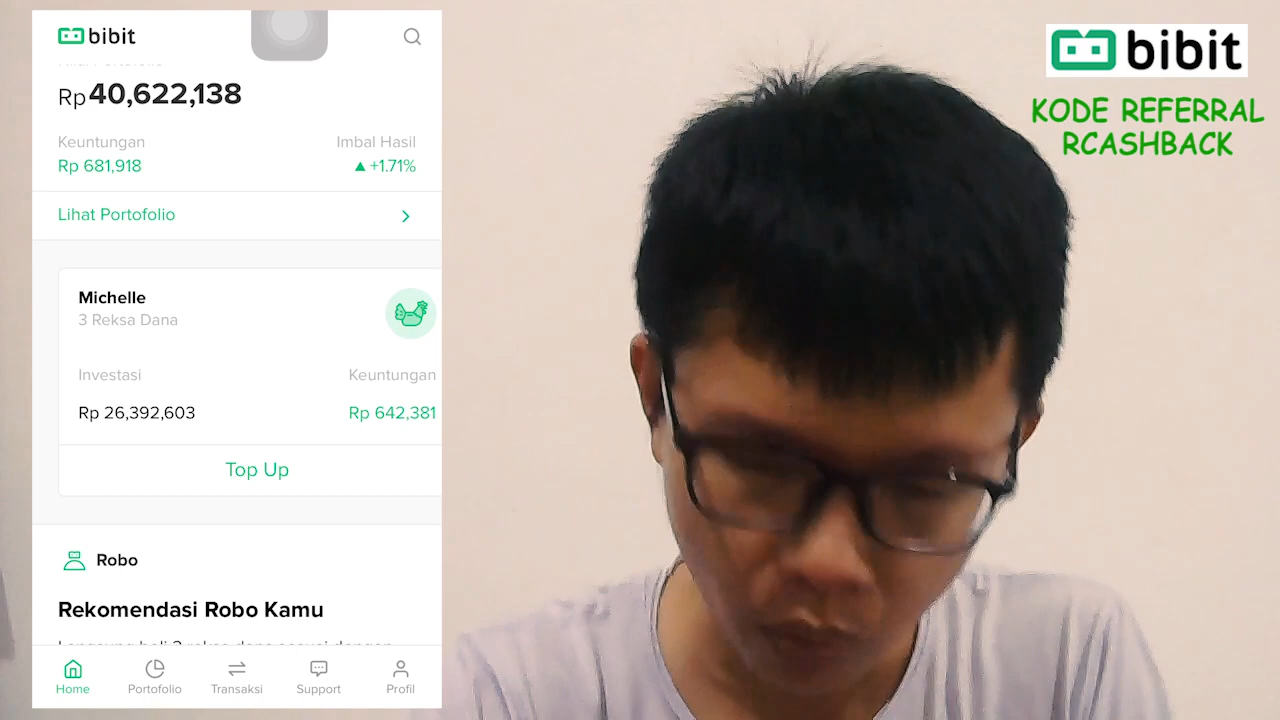 bibit
Rp 40,622,138
Keuntungan
Imbal Hasil
Rp 681,918
+1.71%
Lihat Portofolio
Michelle
3 Reksa Dana
Investasi
Keuntungan
Rp 26,392,603
Rp 642,381
Top Up
Robo
Rekomendasi Robo Kamu
Home
Portofolio
Transaksi
Support
Profil
bibit
KODE REFERRAL
RCASHBACK